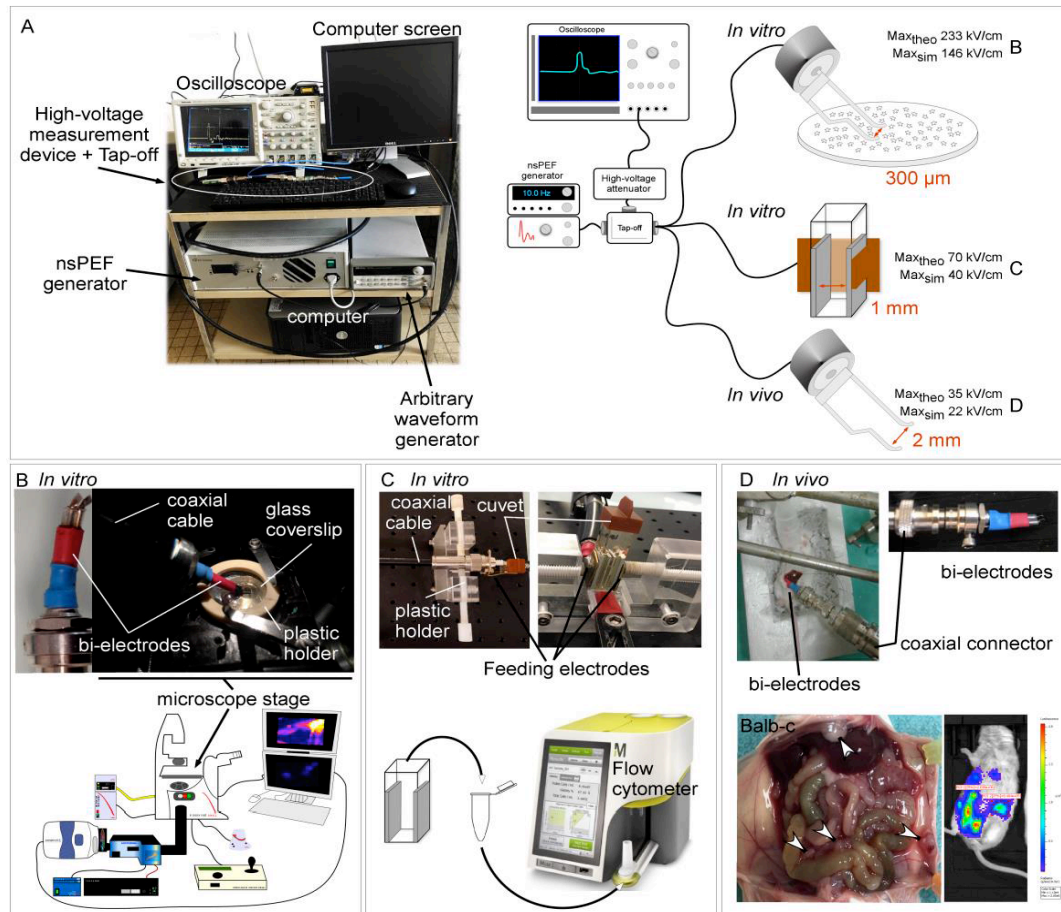 A
Computer screen
Oscilloscope
High-voltage
measurement
device + Tap-off
nsPEF
generator
computer
Arbitrary
waveform
generator
Oscilloscope
nsPEF
generator
10.0 Hz
High-voltage
attenuator
Tap-off
In vitro
Maxtheo 233 kV/cm
Maxsim 146 kV/cm
B
300 µm
In vitro
Maxtheo 70 kV/cm
Maxsim 40 kV/cm
C
1 mm
In vivo
Maxtheo 35 kV/cm
Maxsim 22 kV/cm
D
2 mm
B In vitro
coaxial
cable
glass
coverslip
bi-electrodes
plastic
holder
microscope stage
C In vitro
coaxial
cable
cuvet
plastic
holder
Feeding electrodes
M
Flow
cytometer
D In vivo
bi-electrodes
coaxial connector
bi-electrodes
Balb-c